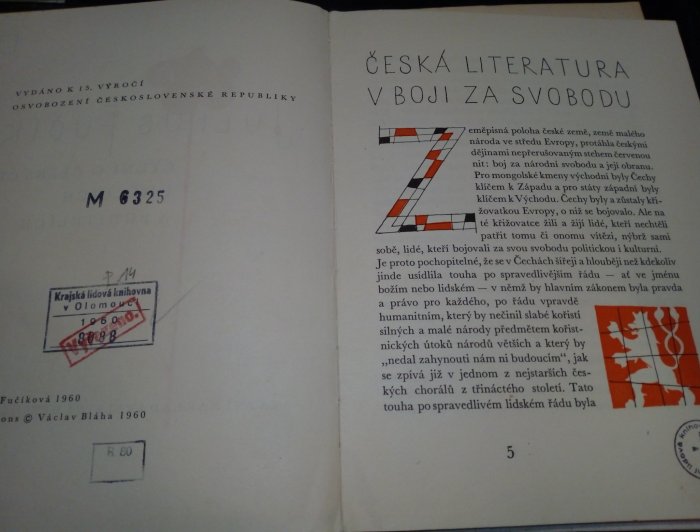 VYDÁNO K 15. VÝROČÍ
OSVOBOZENÍ ČESKOSLOVENSKÉ REPUBLIKY
M 6325
P 14
Krajská lidová knihovna
v Olomouci
1960
Fučíková 1960
ons © Václav Bláha 1960
R 80
ČESKÁ LITERATURA
V BOJI ZA SVOBODU
Zeměpisná poloha české země, země malého
národa ve středu Evropy, protáhla českými
dějinami nepřerušovaným stehem červenou
nit: boj za národní svobodu a její obranu.
Pro mongolské kmeny východní byly Čechy
klíčem k Západu a pro státy západní byly
klíčem k Východu. Čechy byly a zůstaly kři-
žovatkou Evropy, o niž se bojovalo. Ale na
té křižovatce žili a žijí lidé, kteří nechtěli
patřit tomu či onomu vítězi, nýbrž sami
sobě, lidé, kteří bojovali za svou svobodu politickou i kulturní.
Je proto pochopitelné, že se v Čechách šířeji a hlouběji než kdekoliv
jinde usídlila touha po spravedlivějším řádu — ať ve jménu
božím nebo lidském — v němž by hlavním zákonem byla pravda
a právo pro každého, po řádu vpravdě
humanitním, který by nečinil slabé kořistí
silných a malé národy předmětem kořist-
nických útoků národů větších a který by
„nedal zahynouti nám ni budoucím“, jak
se zpívá již v jednom z nejstarších čes-
kých chorálů z třináctého století. Tato
touha po spravedlivém lidském řádu byla
5